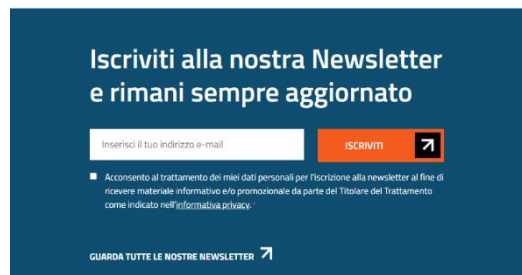 Iscriviti alla nostra Newsletter
e rimani sempre aggiornato
Inserisci il tuo indirizzo e-mail
ISCRIVITI
Acconsento al trattamento dei miei dati personali per l'iscrizione alla newsletter al fine di
ricevere materiale informativo e/o promozionale da parte del Titolare del Trattamento
come indicato nell'informativa privacy. *
GUARDA TUTTE LE NOSTRE NEWSLETTER